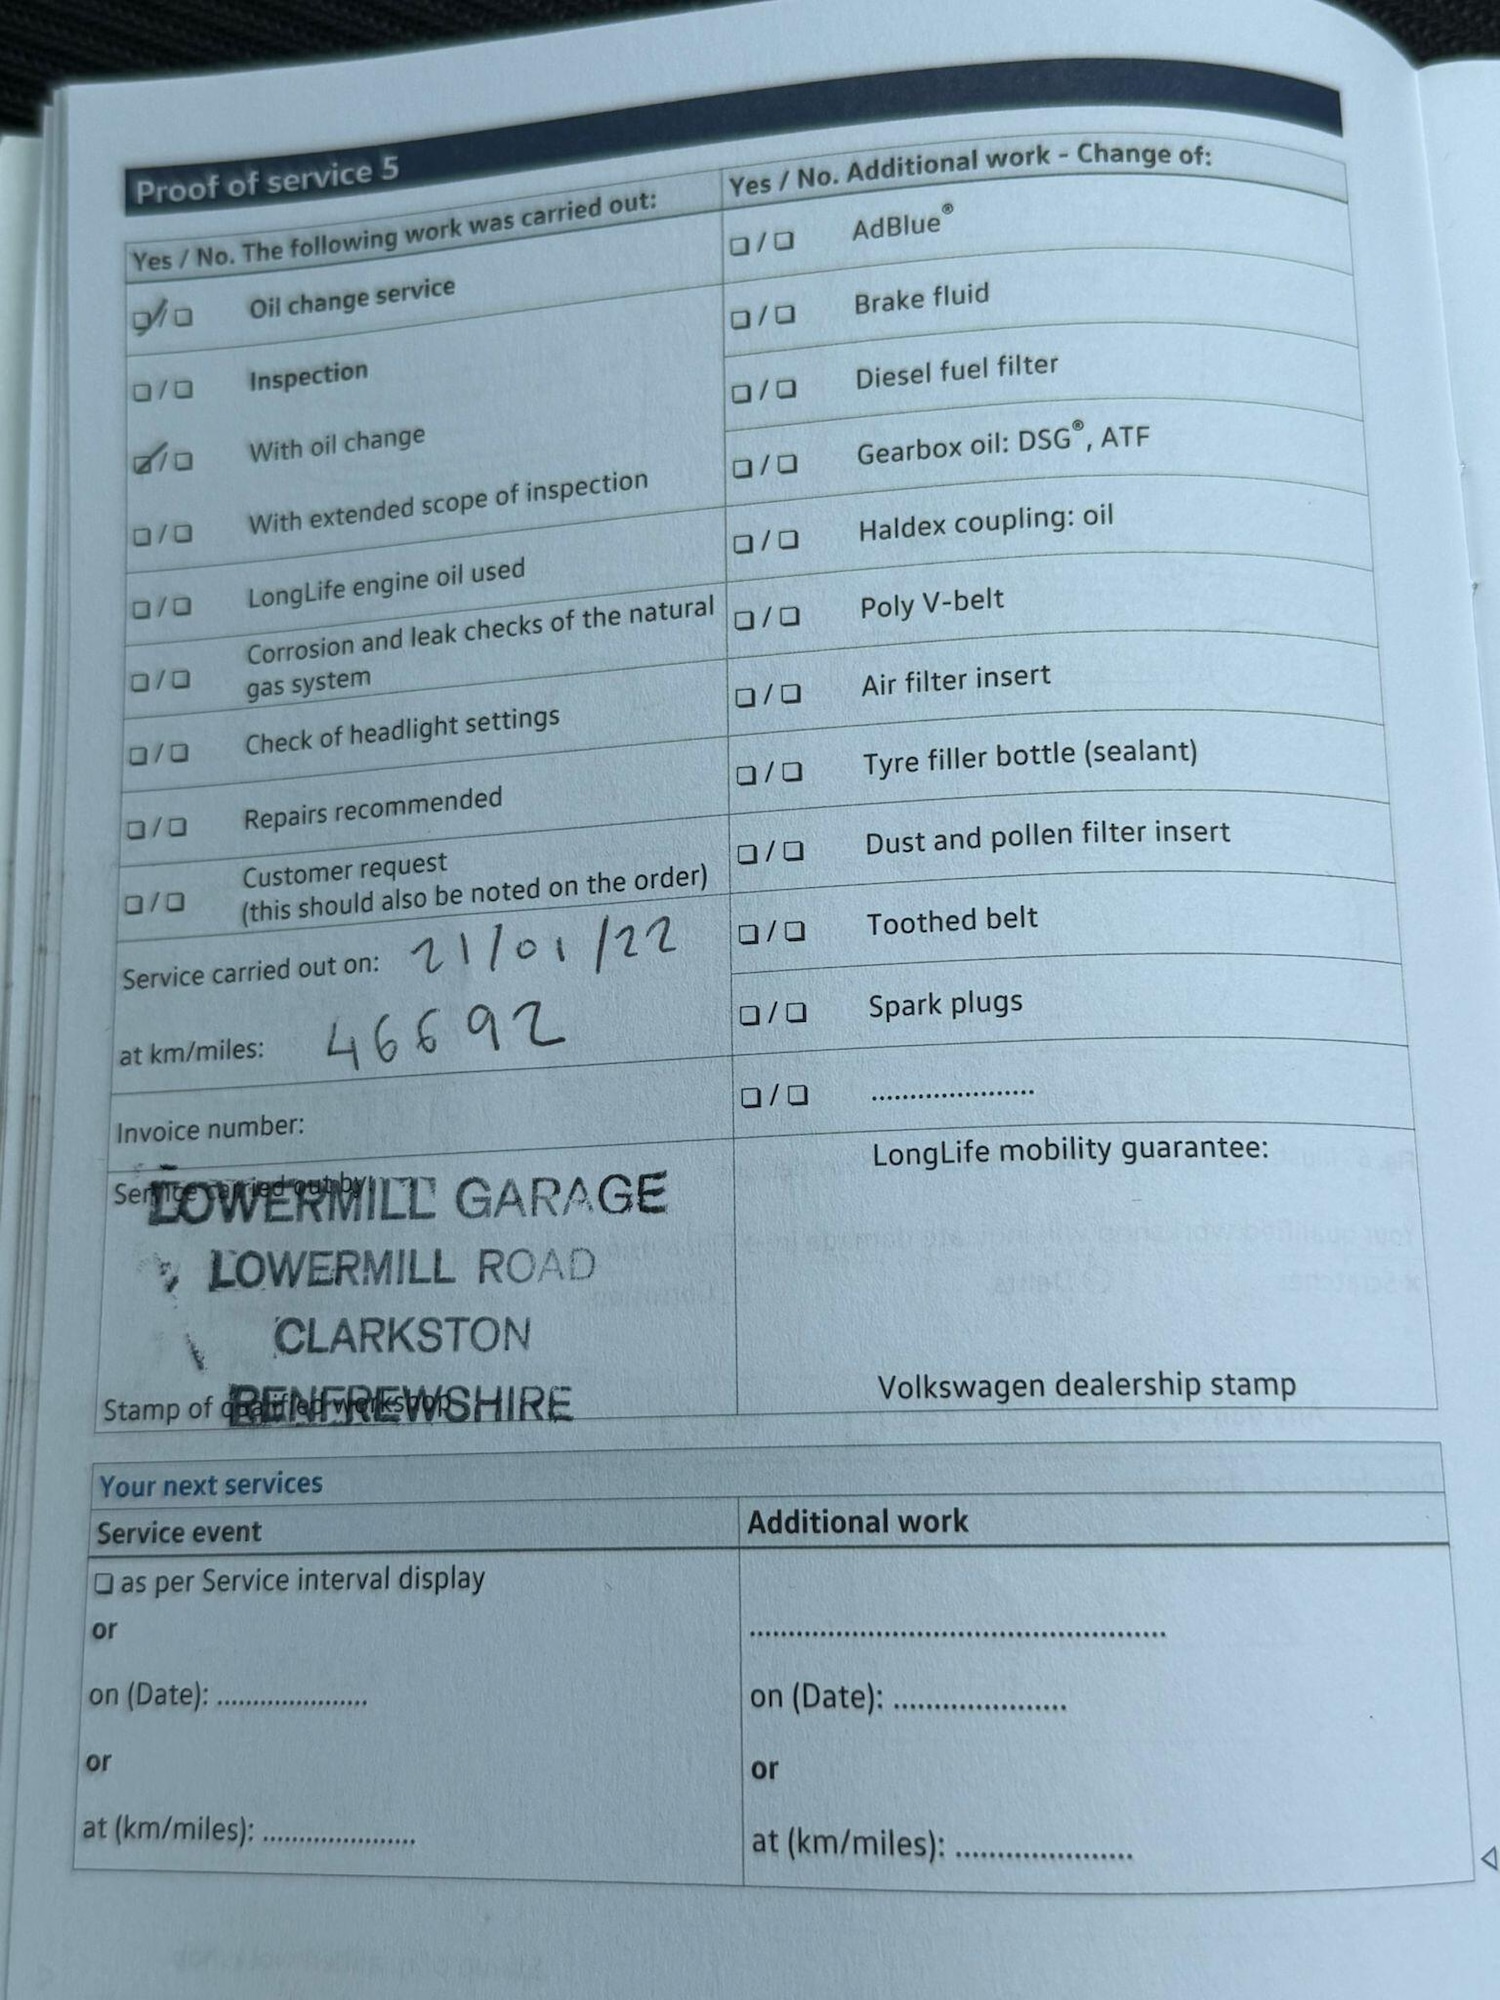 Proof of service 5
Yes / No. The following work was carried out:
Oil change service
Inspection
With oil change
With extended scope of inspection
LongLife engine oil used
Corrosion and leak checks of the natural
gas system
Check of headlight settings
Repairs recommended
Customer request
(this should also be noted on the order)
Service carried out on: 21/01/22
at km/miles: 46692
Invoice number:
Service carried out by:
LOWERMILL GARAGE
LOWERMILL ROAD
CLARKSTON
RENFREWSHIRE
Stamp of qualified workshop
Yes / No. Additional work - Change of:
AdBlue®
Brake fluid
Diesel fuel filter
Gearbox oil: DSG®, ATF
Haldex coupling: oil
Poly V-belt
Air filter insert
Tyre filler bottle (sealant)
Dust and pollen filter insert
Toothed belt
Spark plugs
LongLife mobility guarantee:
Volkswagen dealership stamp
Your next services
Service event
as per Service interval display
or
on (Date): .....................
or
at (km/miles): .....................
Additional work
on (Date): .....................
or
at (km/miles): .....................